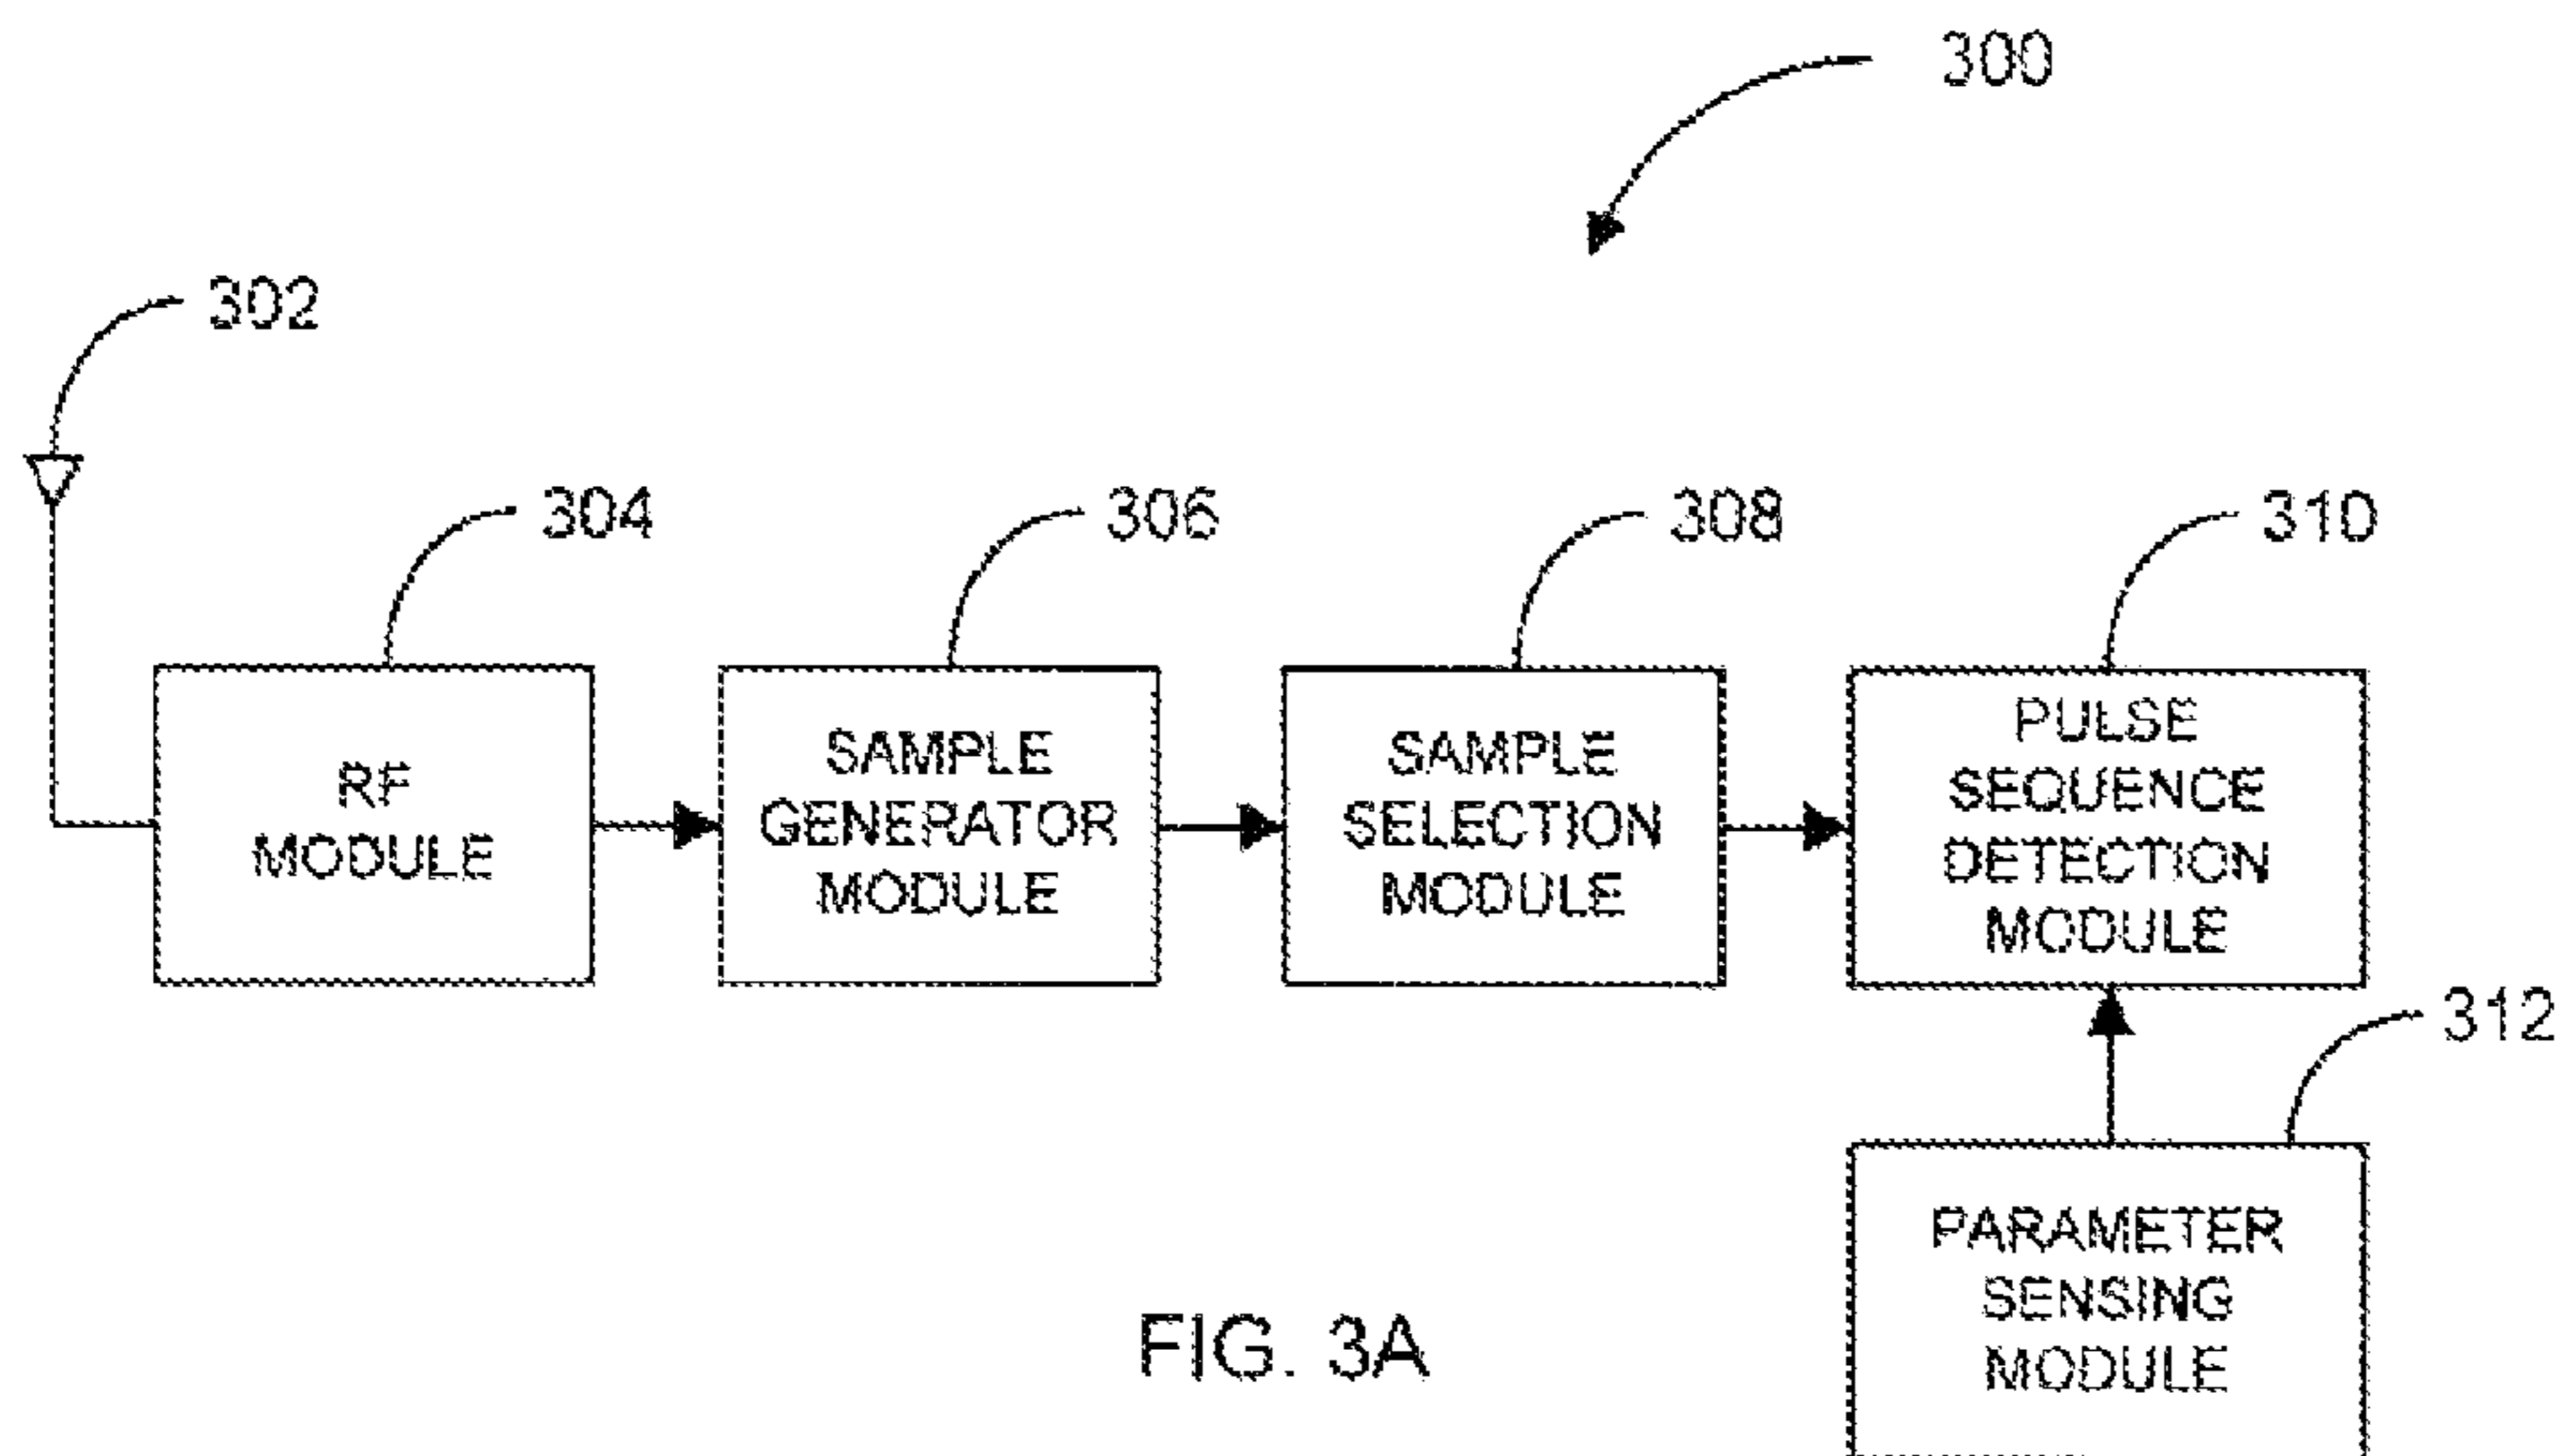 300
302
304
306
308
310
RF
MODULE
SAMPLE
GENERATOR
MODULE
SAMPLE
SELECTION
MODULE
PULSE
SEQUENCE
DETECTION
MODULE
312
PARAMETER
SENSING
MODULE
FIG. 3A